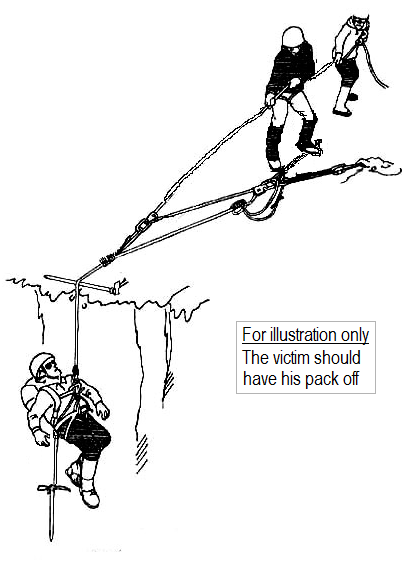 For illustration only
The victim should
have his pack off